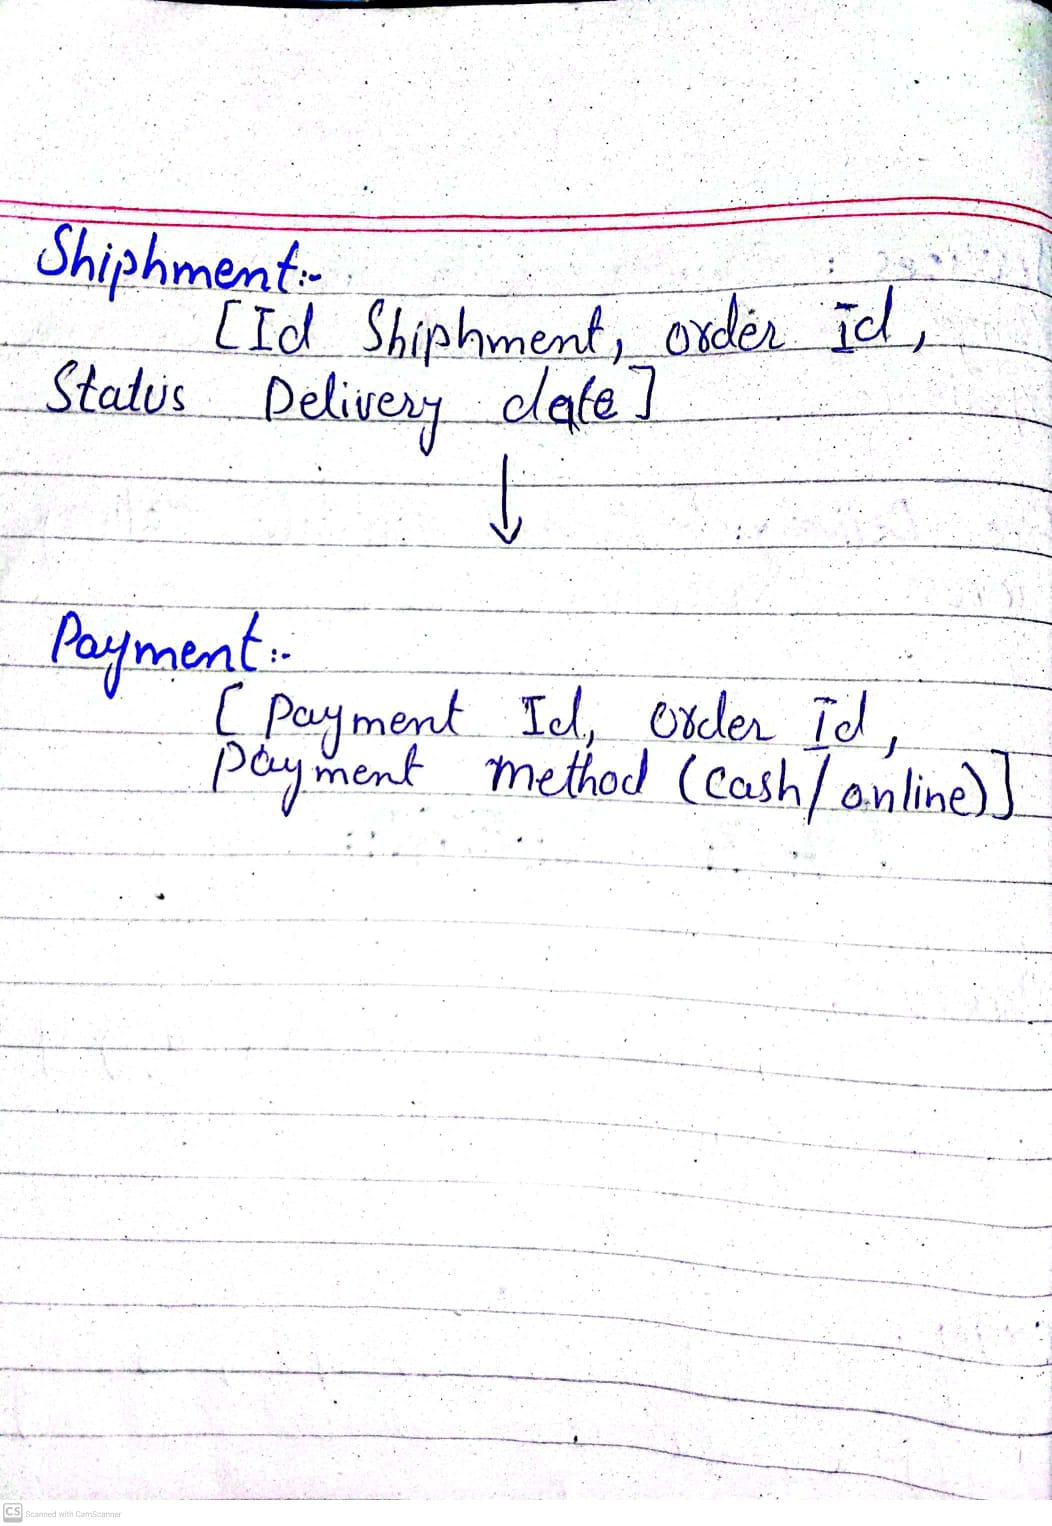 Shiphment:-
[Id Shiphment, order id,
Status Delivery date]
Payment:-
[Payment Id, order id,
payment method (cash/online)]
CS Scanned with CamScanner